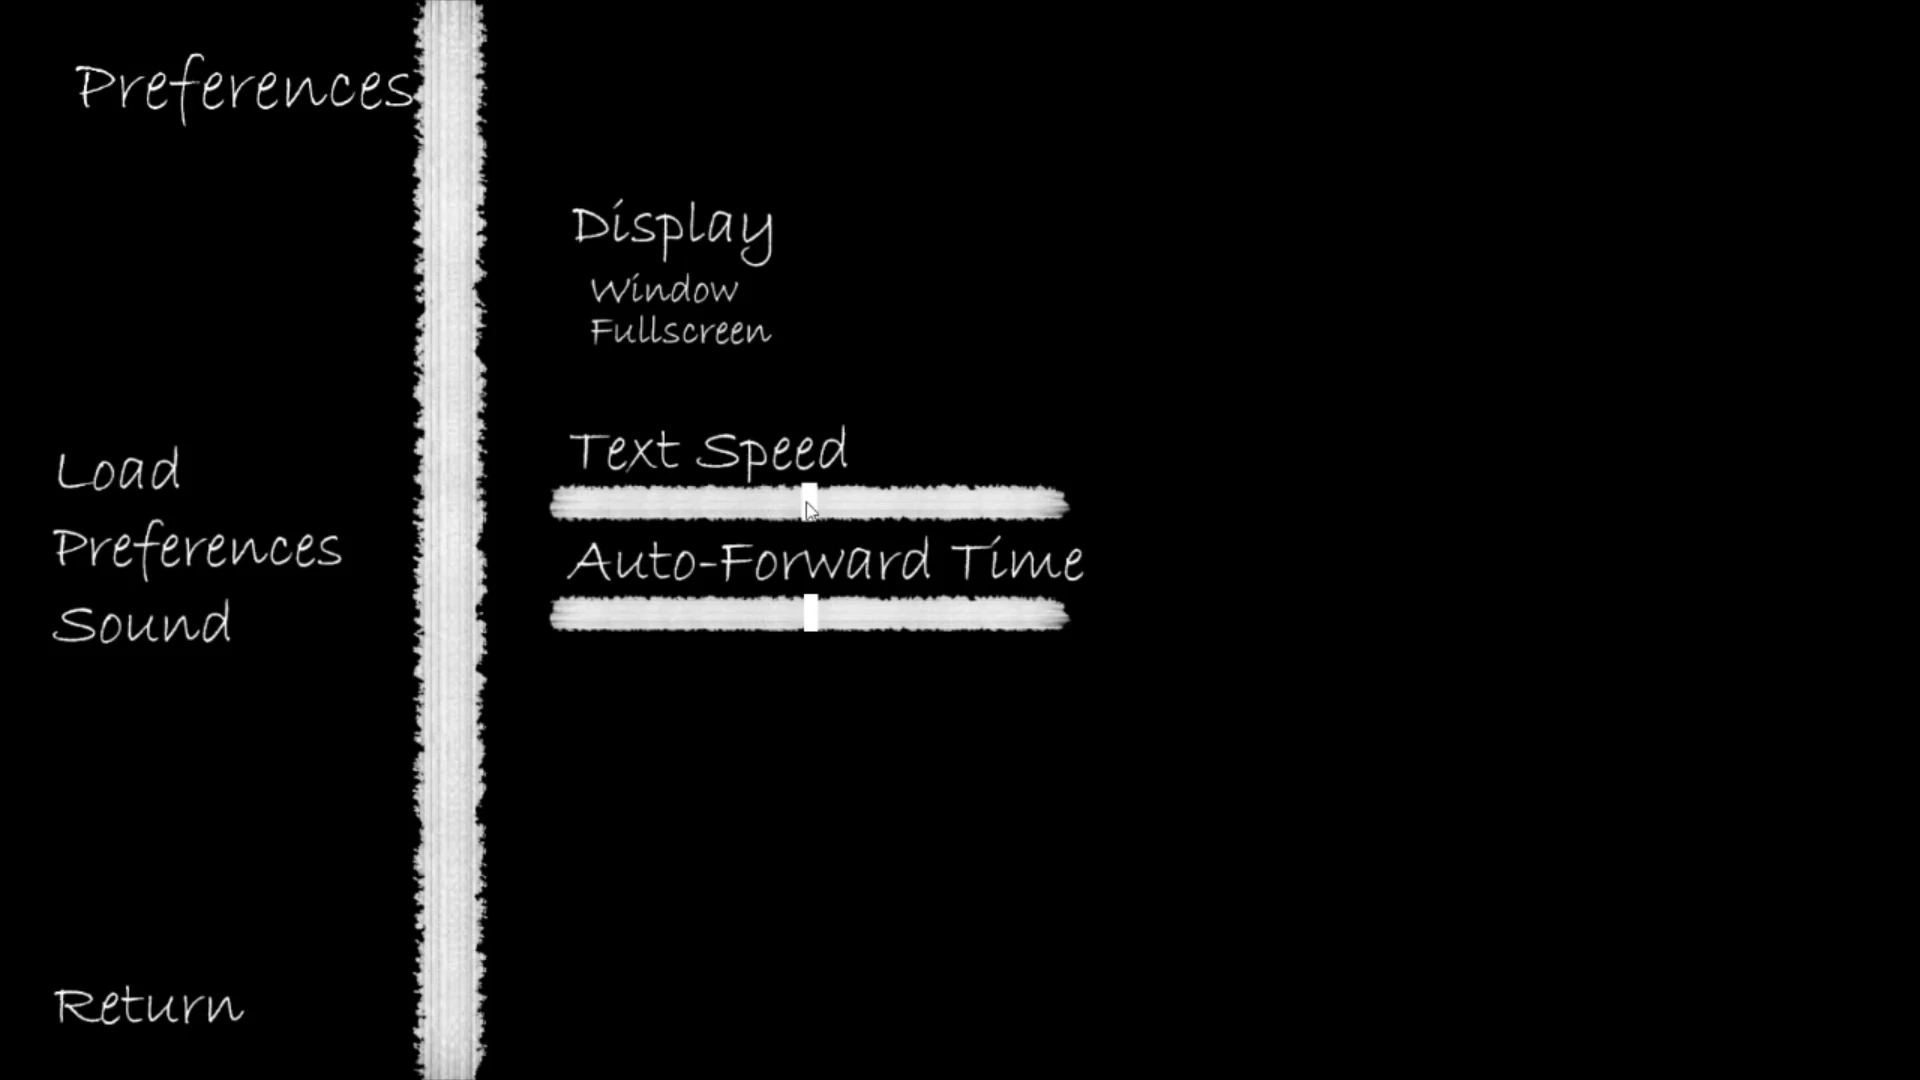 Preferences
Load
Preferences
Sound
Return
Display
Window
Fullscreen
Text Speed
Auto-Forward Time